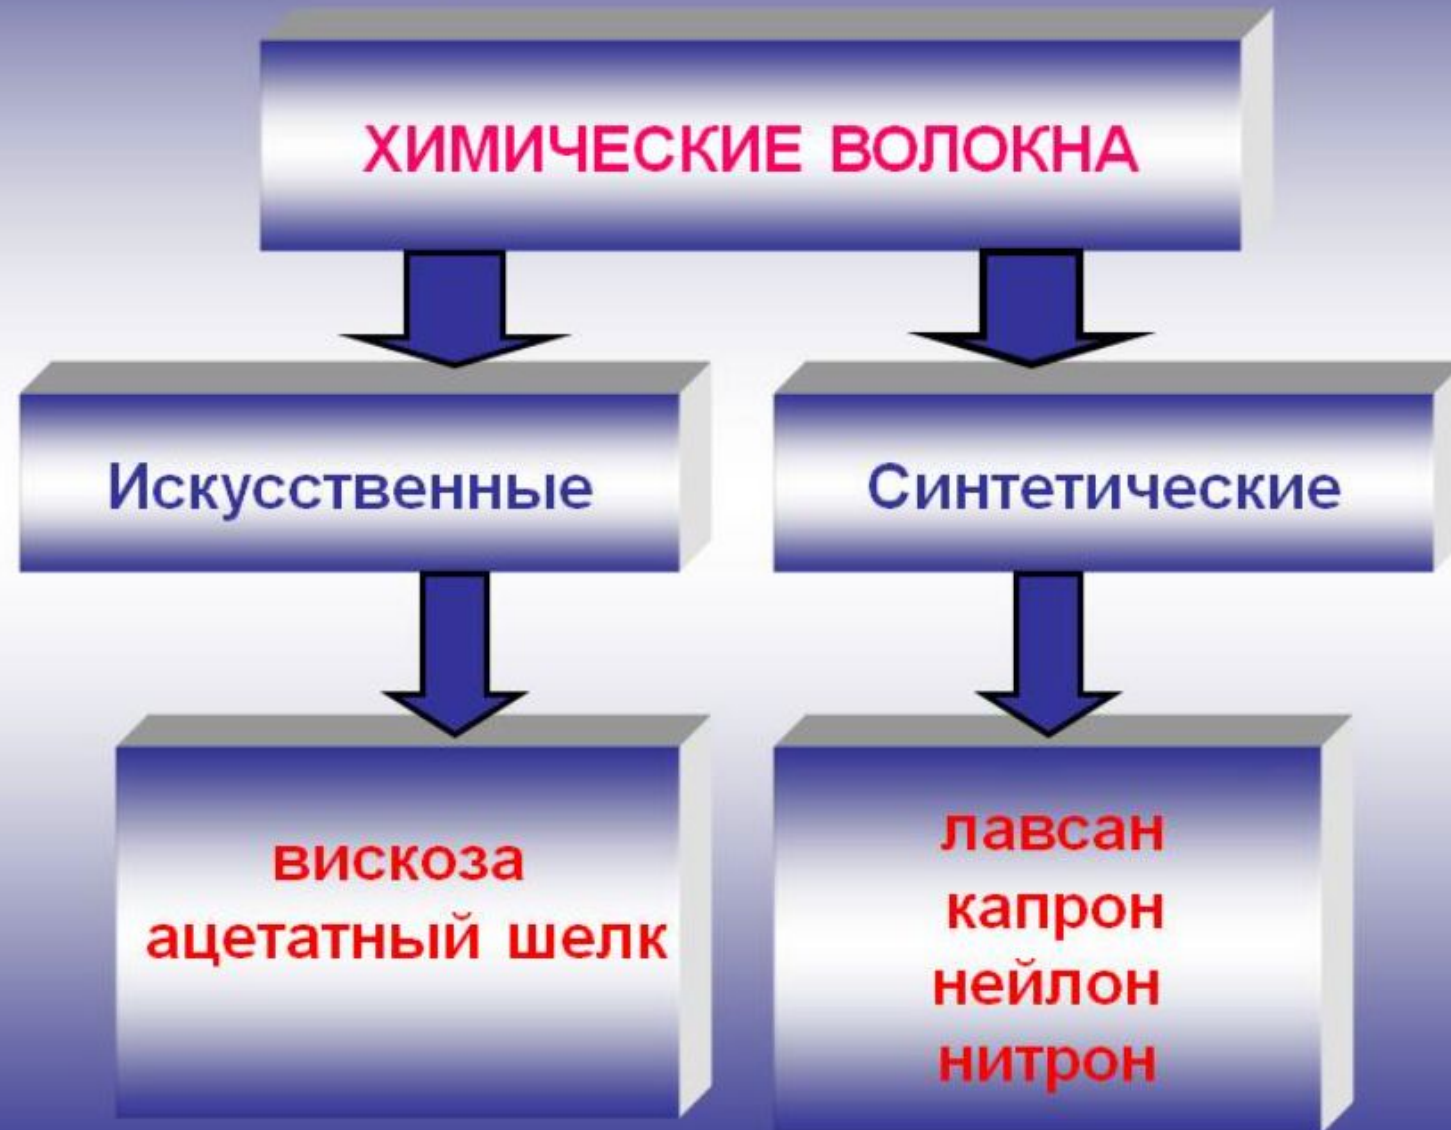 ХИМИЧЕСКИЕ ВОЛОКНА
Искусственные
Синтетические
вискоза
ацетатный шелк
лавсан
капрон
нейлон
нитрон